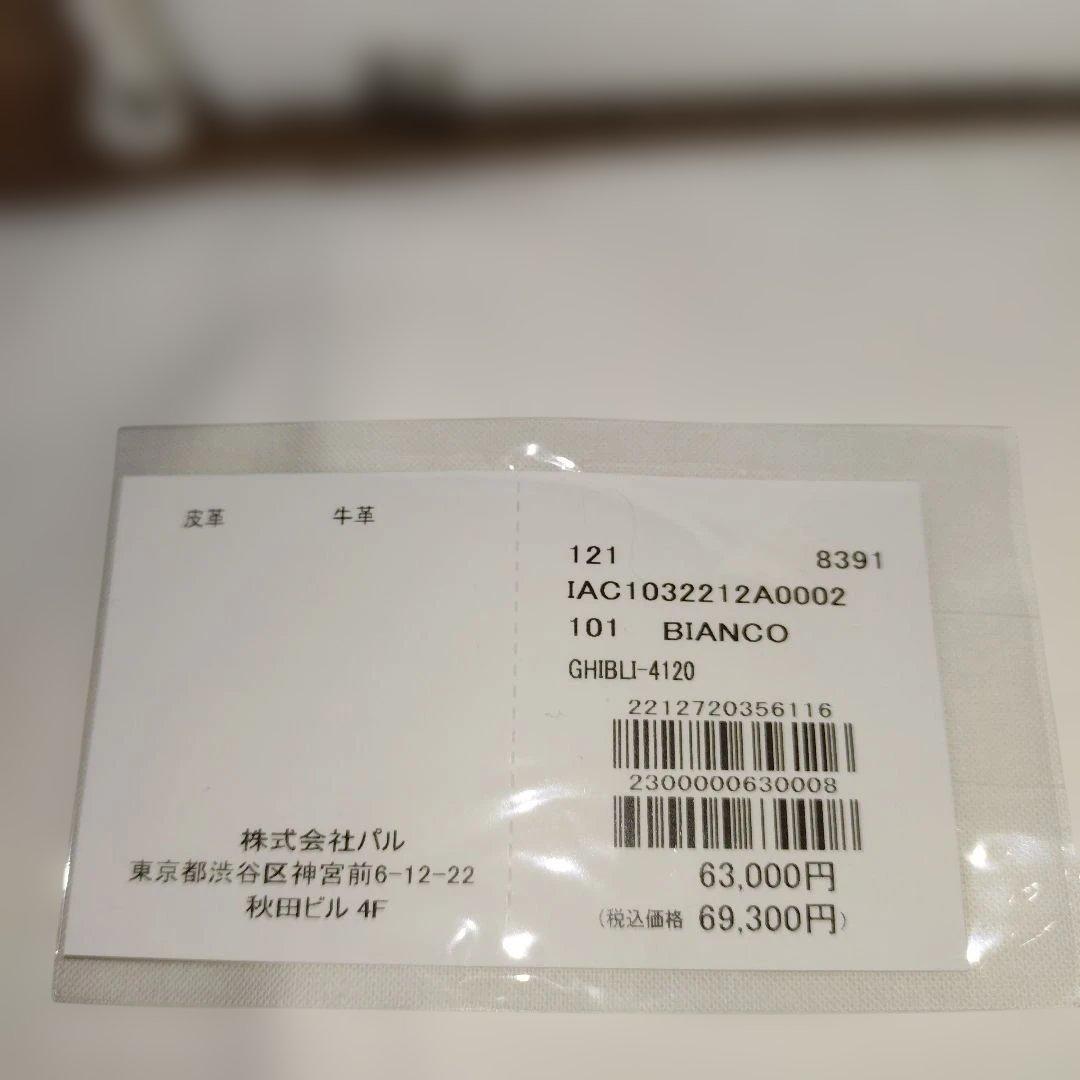 皮革 牛革
株式会社パル
東京都渋谷区神宮前6-12-22
秋田ビル 4F
121 8391
IAC1032212A0002
101 BIANCO
GHIBLI-4120
2212720356116
2300000630008
63,000円
(税込価格 69,300円)